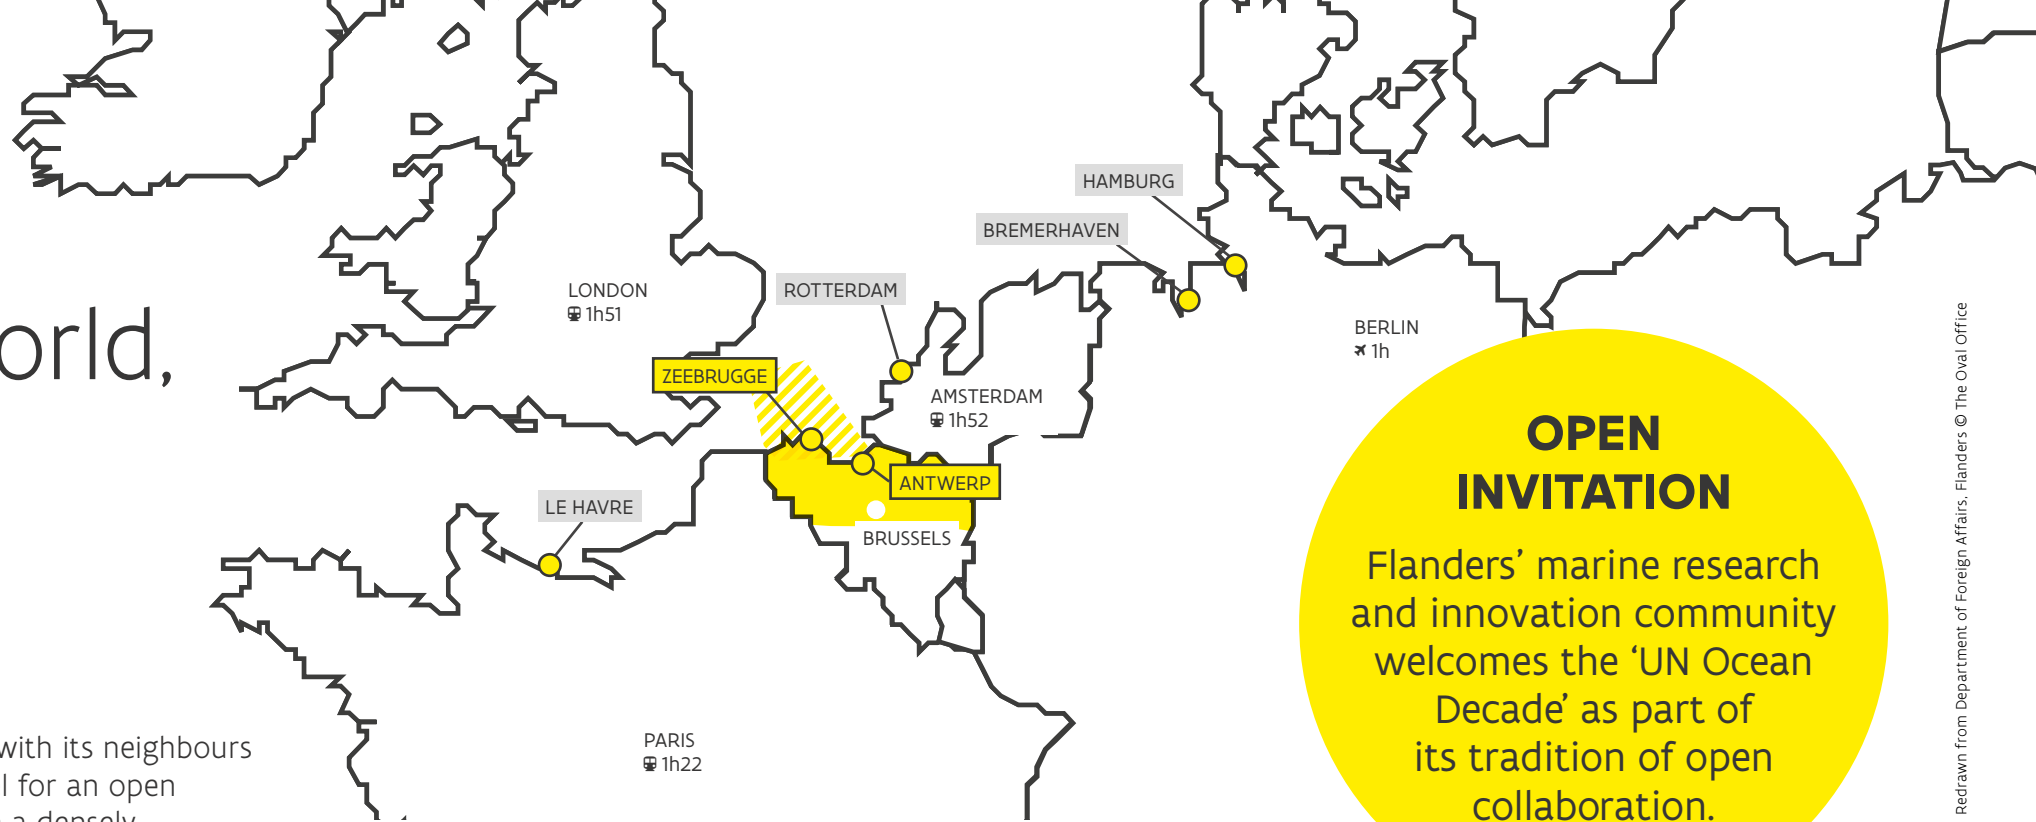 orld,
with its neighbours
l for an open
a densely
HAMBURG
BREMERHAVEN
LONDON
1h51
ROTTERDAM
ZEEBRUGGE
AMSTERDAM
1h52
BERLIN
1h
ANTWERP
LE HAVRE
BRUSSELS
PARIS
1h22
OPEN
INVITATION
Flanders’ marine research
and innovation community
welcomes the ‘UN Ocean
Decade’ as part of
its tradition of open
collaboration.
Redrawn from Department of Foreign Affairs, Flanders © The Oval Office